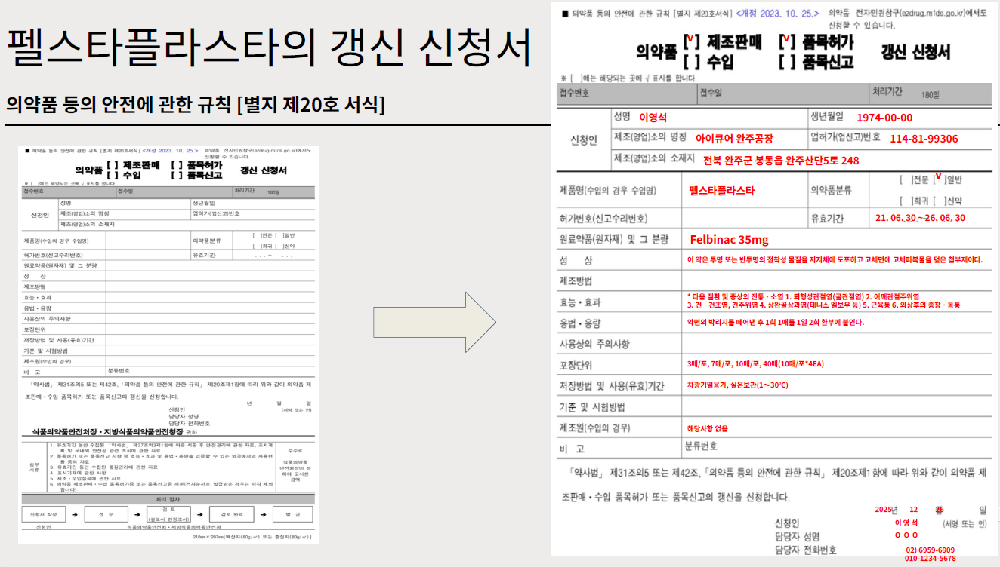 펠스타플라스타의 갱신 신청서
의약품 등의 안전에 관한 규칙 [별지 제20호 서식]
■ 의약품 등의 안전에 관한 규칙 [별지 제20호서식] <개정 2023. 10. 25.> 의약품 전자민원창구(ezdrug.mfds.go.kr)에서도
신청할 수 있습니다.
의약품 [ ] 제조판매 [ ] 품목허가 갱신 신청서
[ ] 수입 [ ] 품목신고
※ [ ]에는 해당되는 곳에 √ 표시를 합니다.
접수번호 접수일 처리기간 180일
신청인 성명 생년월일
제조(영업)소의 명칭 업허가(업신고)번호
제조(영업)소의 소재지
제품명(수입의 경우 수입명) 의약품분류 [ ]전문 [ ]일반
[ ]희귀 [ ]신약
허가번호(신고수리번호) 유효기간 . . . ~ . . .
원료약품(원자재) 및 그 분량
성 상
제조방법
효능・효과
용법・용량
사용상의 주의사항
포장단위
저장방법 및 사용(유효)기간
기준 및 시험방법
제조원(수입의 경우)
비 고 분류번호
「약사법」 제31조의5 또는 제42조, 「의약품 등의 안전에 관한 규칙」 제20조제1항에 따라 위와 같이 의약품 제
조판매・수입 품목허가 또는 품목신고의 갱신을 신청합니다.
년 월 일
신청인 (서명 또는 인)
담당자 성명
담당자 전화번호
식품의약품안전처장・지방식품의약품안전청장 귀하
첨부
서류
1. 유효기간 동안 수집된 「약사법」 제37조의3제1항에 따른 시판 후 안전관리에 관한 자료, 조치계
획 및 국내외 안전성 관련 조치에 관한 자료
2. 품목허가 또는 품목신고 사항 중 효능・효과 및 용법・용량을 입증할 수 있는 외국에서의 사용현
황 등의 자료
3. 유효기간 동안 수집된 품질관리에 관한 자료
4. 표시기재에 관한 사항
5. 제조・수입실적에 관한 자료
6. 의약품 제조판매・수입 품목허가증 또는 품목신고증 사본(전자문서로 발급받은 경우는 각각 제외
합니다)
수수료
식품의약품
안전처장이 정
하여 고시한
금액
처리 절차
신청서 작성 ➔ 접 수 ➔ 검 토 (필요시 현장조사) ➔ 검토 완료 ➔ 발 급
신청인 식품의약품안전처・지방식품의약품안전청
210㎜×297㎜[백상지(80g/㎡) 또는 중질지(80g/㎡)]
■ 의약품 등의 안전에 관한 규칙 [별지 제20호서식] <개정 2023. 10. 25.> 의약품 전자민원창구(ezdrug.mfds.go.kr)에서도
신청할 수 있습니다.
의약품 [v] 제조판매 [v] 품목허가 갱신 신청서
[ ] 수입 [ ] 품목신고
※ [ ]에는 해당되는 곳에 √ 표시를 합니다.
접수번호 접수일 처리기간 180일
신청인 성명 이영석 생년월일 1974-00-00
제조(영업)소의 명칭 아이큐어 완주공장 업허가(업신고)번호 114-81-99306
제조(영업)소의 소재지 전북 완주군 봉동읍 완주산단5로 248
제품명(수입의 경우 수입명) 펠스타플라스타 의약품분류 [ ]전문 [v]일반
[ ]희귀 [ ]신약
허가번호(신고수리번호) 유효기간 21. 06. 30 ~ 26. 06. 30
원료약품(원자재) 및 그 분량 Felbinac 35mg
성 상 이 약은 투명 또는 반투명의 점착성 물질을 지지체에 도포하고 고체면에 고체피복물을 덮은 첩부제이다.
제조방법
효능・효과 * 다음 질환 및 증상의 진통・소염 1. 퇴행성관절염(골관절염) 2. 어깨관절주위염
3. 건・건초염, 건주위염 4. 상완골상과염(테니스 엘보우 등) 5. 근육통 6. 외상후의 종창・동통
용법・용량 약면의 박리지를 떼어낸 후 1회 1매를 1일 2회 환부에 붙인다.
사용상의 주의사항
포장단위 3매/포, 7매/포, 10매/포, 40매(10매/포*4EA)
저장방법 및 사용(유효)기간 차광기밀용기, 실온보관(1~30℃)
기준 및 시험방법
제조원(수입의 경우) 해당사항 없음
비 고 분류번호
「약사법」 제31조의5 또는 제42조, 「의약품 등의 안전에 관한 규칙」 제20조제1항에 따라 위와 같이 의약품 제
조판매・수입 품목허가 또는 품목신고의 갱신을 신청합니다.
2025년 12 월 26 일
신청인 이 영 석 (서명 또는 인)
담당자 성명 O O O
담당자 전화번호 02) 6959-6909
010-1234-5678